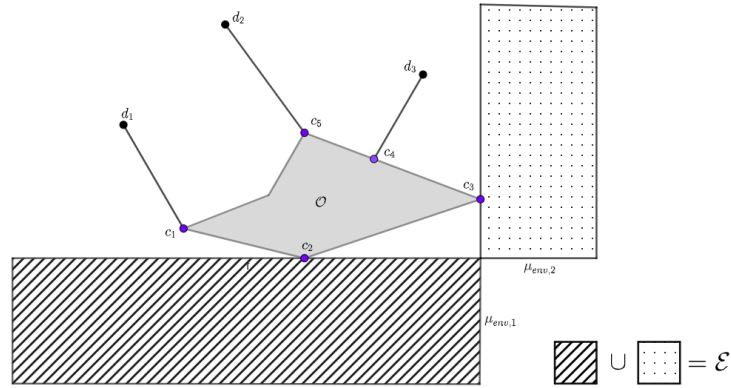 d₂
d₃
d₁
c₅
c₄
c₃
𝒪
c₁
c₂
μₑₙᵥ,₂
μₑₙᵥ,₁
∪ = ℰ